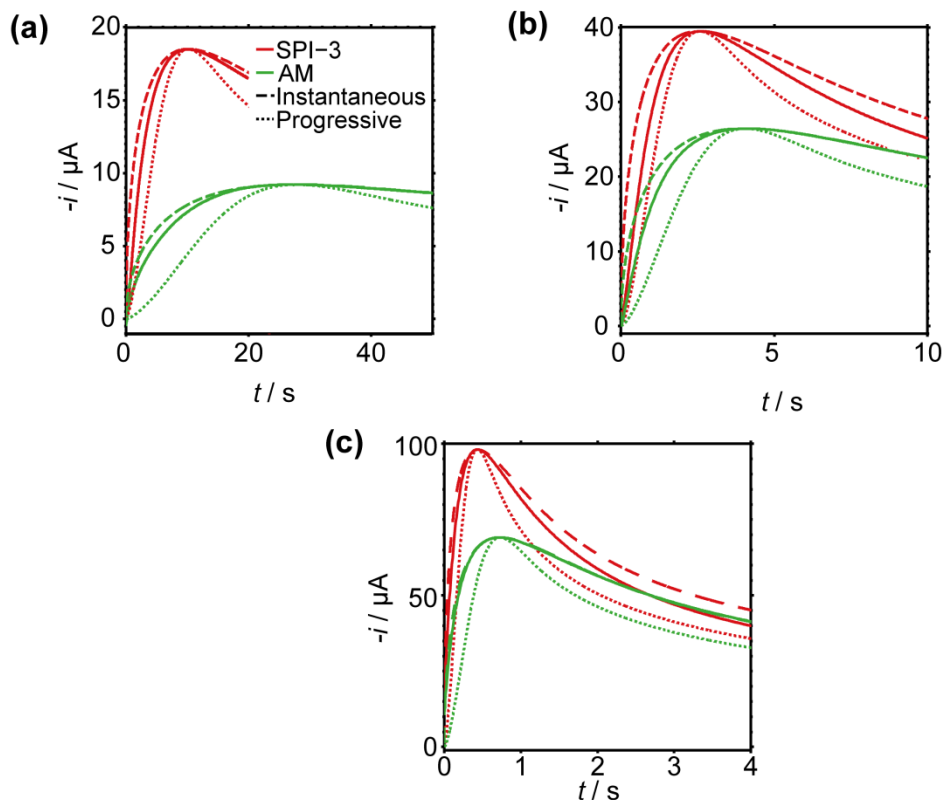 (a)
20
15
10
5
0
-i / µA
SPI−3
AM
Instantaneous
Progressive
0 20 40
t / s
(b)
40
30
20
10
0
-i / µA
0 5 10
t / s
(c)
100
50
0
-i / µA
0 1 2 3 4
t / s